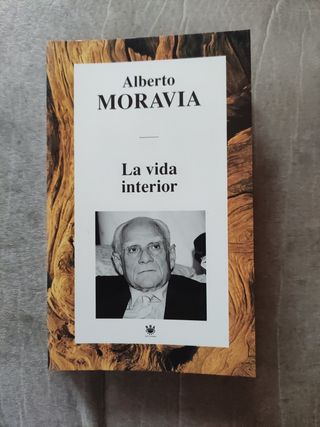 Alberto
MORAVIA
La vida
interior